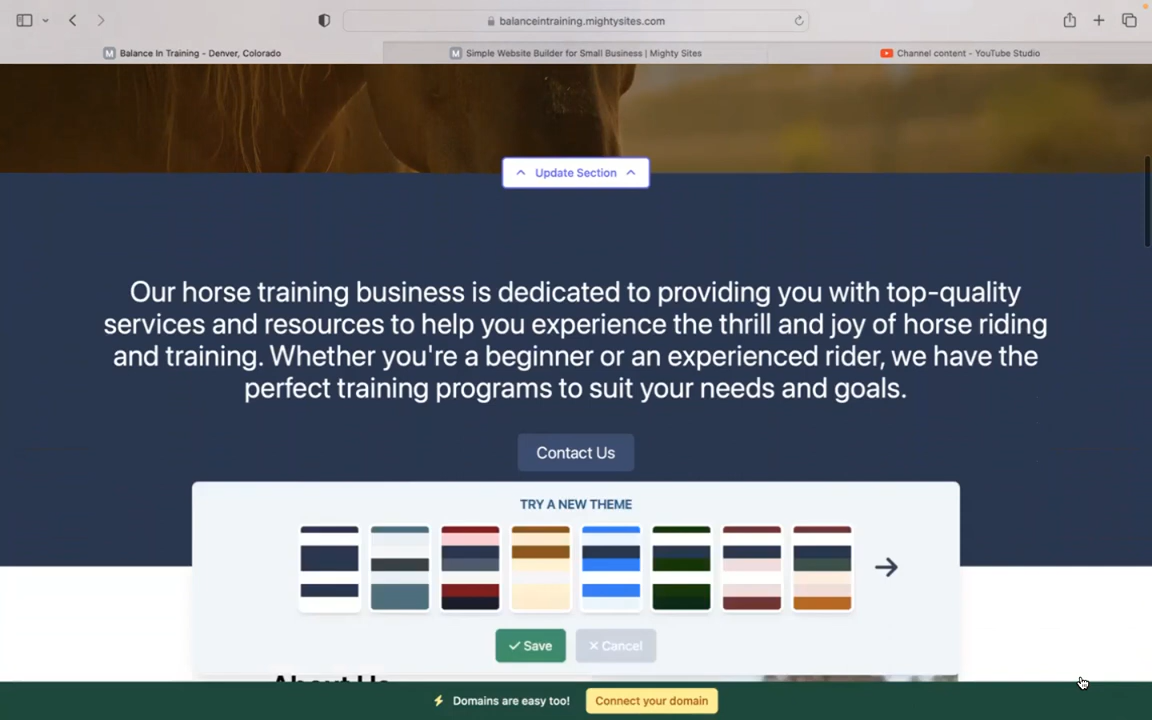 balanceintraining.mightysites.com
Balance In Training - Denver, Colorado
Simple Website Builder for Small Business | Mighty Sites
Channel content - YouTube Studio
Update Section
Our horse training business is dedicated to providing you with top-quality
services and resources to help you experience the thrill and joy of horse riding
and training. Whether you're a beginner or an experienced rider, we have the
perfect training programs to suit your needs and goals.
Contact Us
TRY A NEW THEME
Save
Cancel
About Us
Domains are easy too!
Connect your domain